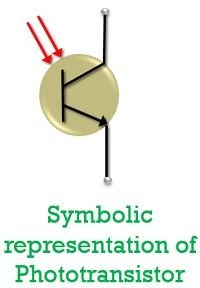 Symbolic
representation of
Phototransistor